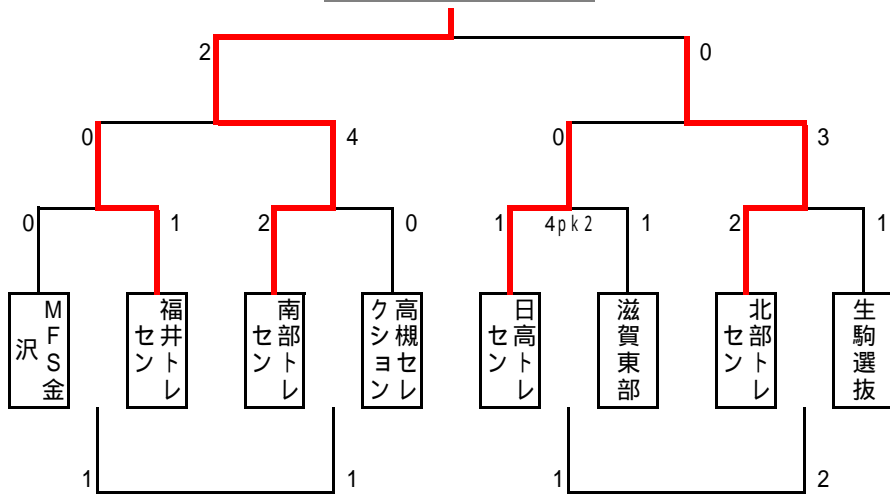 2 0
0 4 0 3
0 1 2 0 1 4pk2 1 2 1
MFS金
沢
福井トレ
セン
南部トレ
セン
高槻セレ
クション
日高トレ
セン
滋賀東部
北部トレ
セン
生駒選抜
1 1 1 2